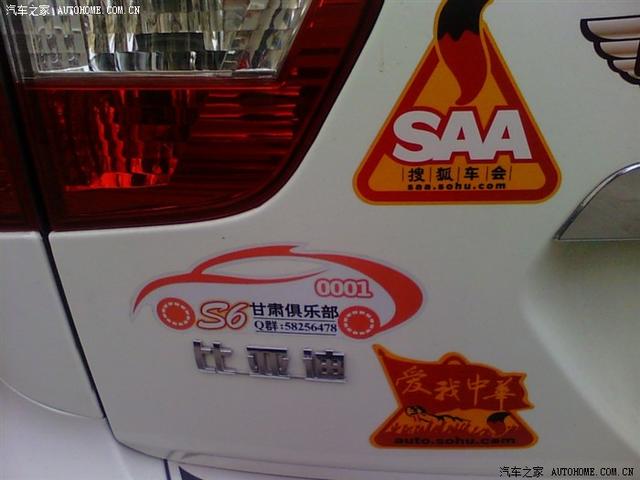 汽车之家 AUTOHOME.COM.CN
SAA
搜狐车会
saa.sohu.com
0001
S6甘肃俱乐部
Q群:58256478
比亚迪
爱我中华
auto.sohu.com
汽车之家 AUTOHOME.COM.CN